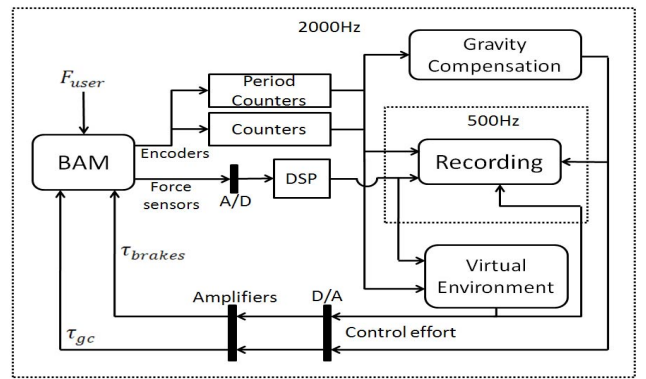 2000Hz
Gravity
Compensation
F_user
Period
Counters
Counters
500Hz
Recording
BAM
Encoders
Force
sensors
A/D
DSP
τ_brakes
Virtual
Environment
Amplifiers
D/A
Control effort
τ_gc